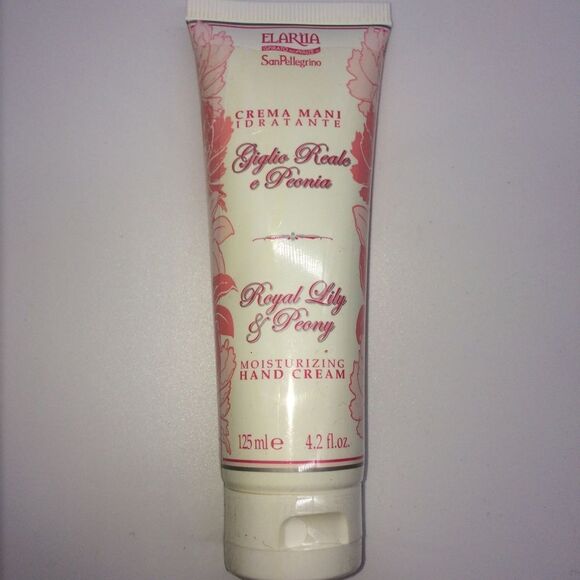 ELARIIA
SanPellegrino
CREMA MANI
IDRATANTE
Giglio Reale
e Peonia
Royal Lily
& Peony
MOISTURIZING
HAND CREAM
125 ml e 4.2 fl.oz.